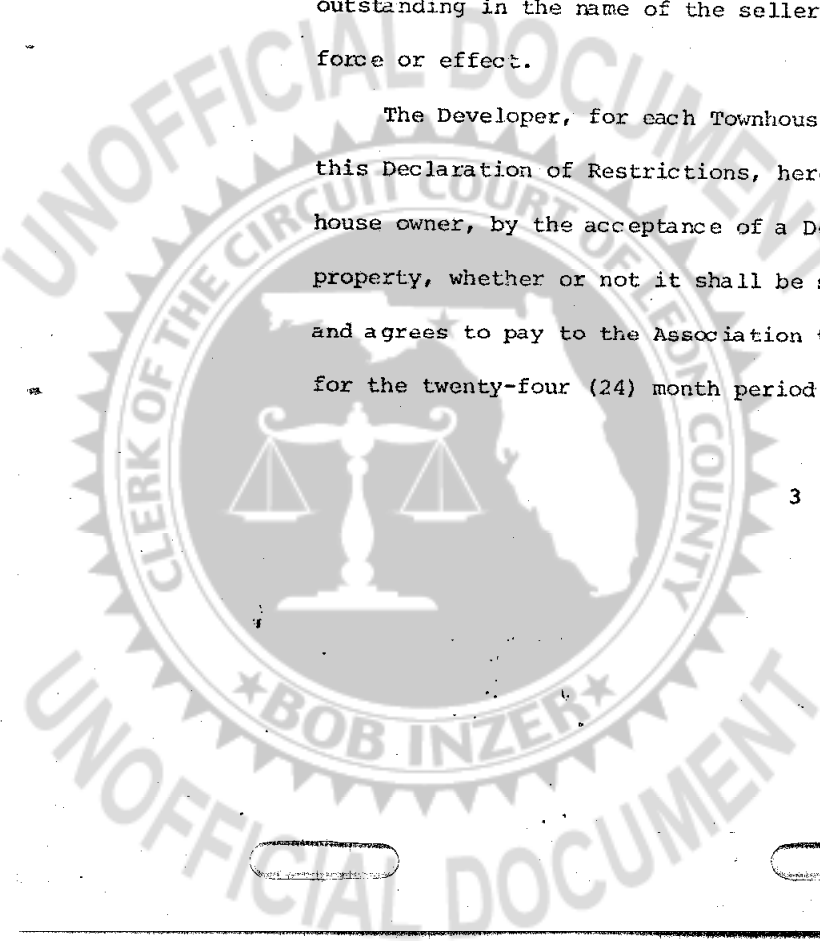 outstanding in the name of the seller
force or effect.
The Developer, for each Townhous
this Declaration of Restrictions, her
house owner, by the acceptance of a D
property, whether or not it shall be
and agrees to pay to the Association
for the twenty-four (24) month period
3
UNOFFICIAL DOCUMENT
CLERK OF THE CIRCUIT COURT OF LEON COUNTY
★BOB INZER★
UNOFFICIAL DOCUMENT